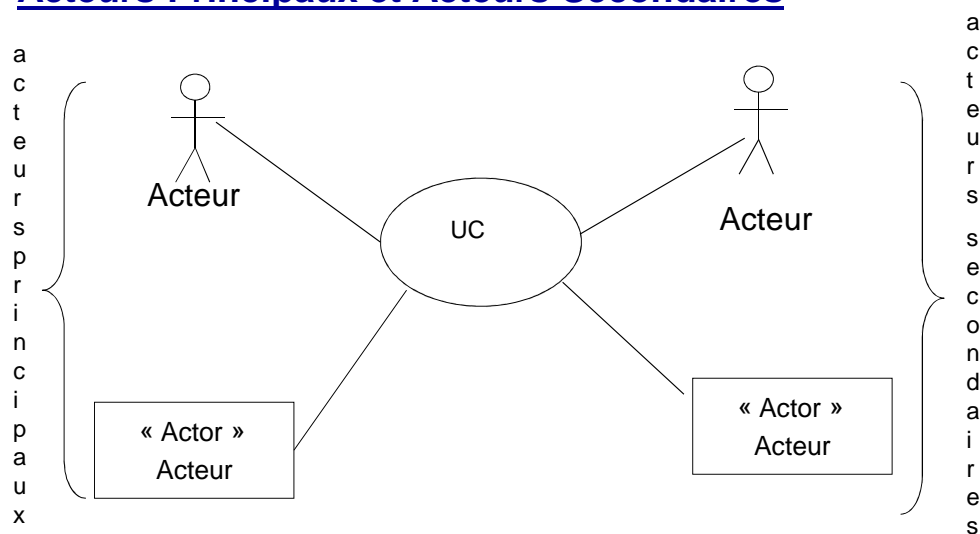 Acteurs Principaux et Acteurs Secondaires
acteurs principaux
Acteur
« Actor »
Acteur
UC
Acteur
« Actor »
Acteur
acteurs secondaires